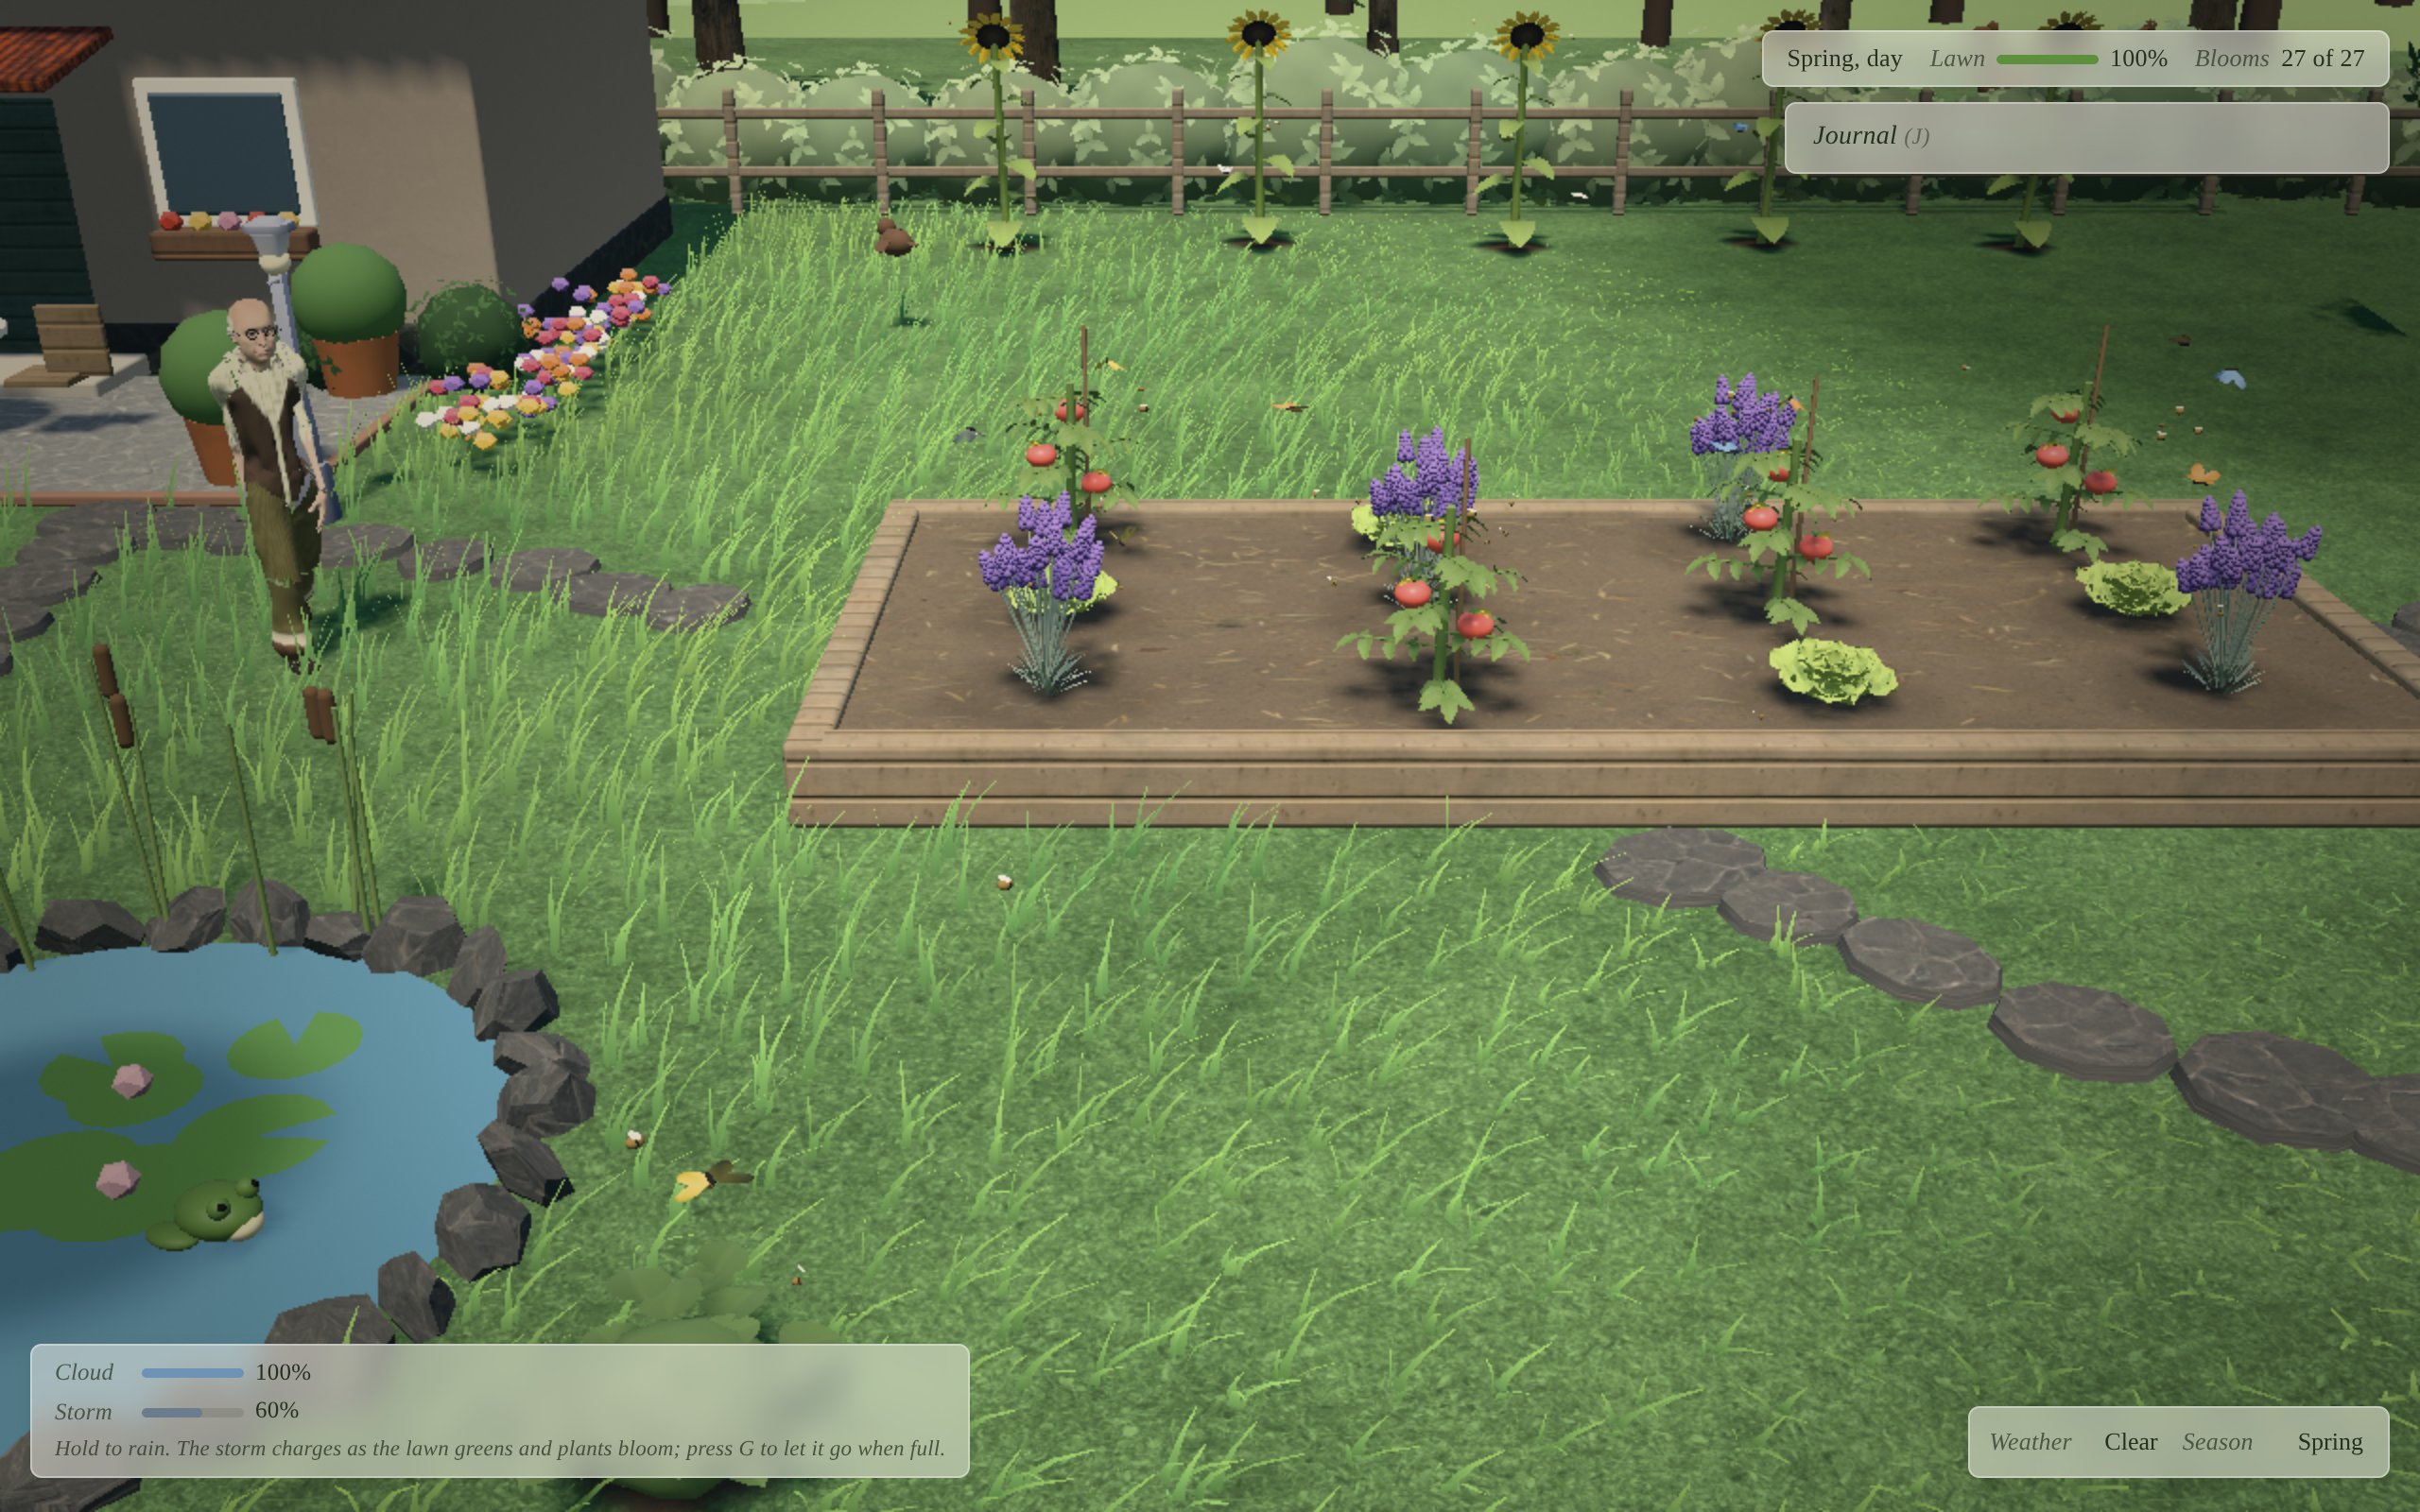 Spring, day Lawn 100% Blooms 27 of 27
Journal (J)
Cloud 100%
Storm 60%
Hold to rain. The storm charges as the lawn greens and plants bloom; press G to let it go when full.
Weather Clear Season Spring